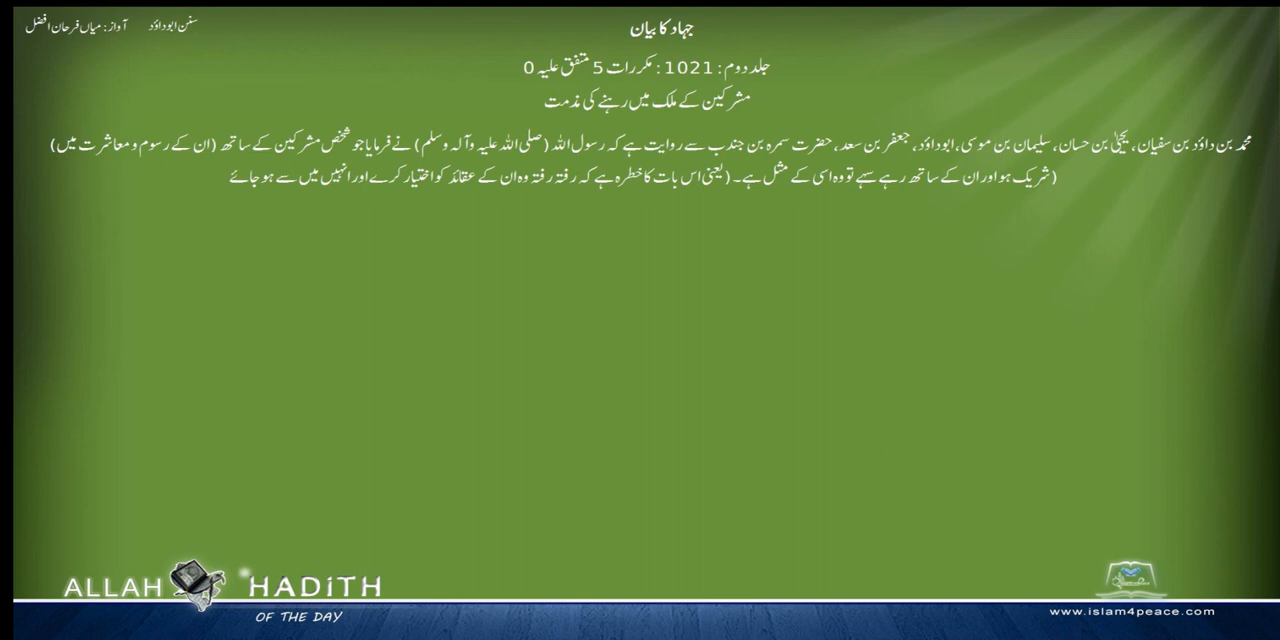 سنن ابوداؤد آواز: میاں فرحان افضل
جہاد کا بیان
جلد دوم : 1021 : مکررات 5 متفق علیہ 0
مشرکین کے ملک میں رہنے کی مذمت
محمد بن داؤد بن سفیان، یحییٰ بن حسان، سلیمان بن موسی، ابوداؤد، جعفر بن سعد، حضرت سمرہ بن جندب سے روایت ہے کہ رسول اللہ (صلی اللہ علیہ وآلہ وسلم) نے فرمایا جو شخص مشرکین کے ساتھ (ان کے رسوم و معاشرت میں)
شریک ہو اور ان کے ساتھ رہے سہے تو وہ اسی کے مثل ہے۔ (یعنی اس بات کا خطرہ ہے کہ رفتہ رفتہ وہ ان کے عقائد کو اختیار کرے اور انہیں میں سے ہو جائے)
ALLAH HADITH
OF THE DAY
www.islam4peace.com